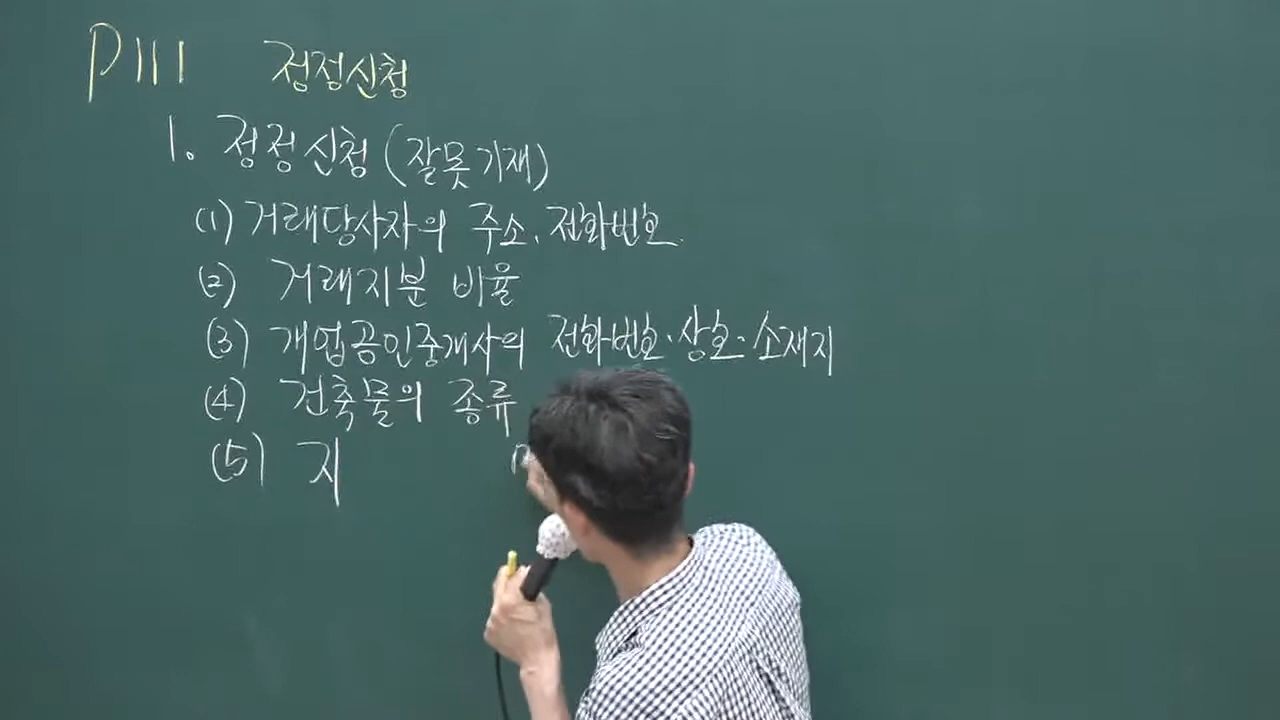 P111 정정신청
1. 정정신청(잘못기재)
(1) 거래당사자의 주소. 전화번호.
(2) 거래지분 비율
(3) 개업공인중개사의 전화번호·상호·소재지
(4) 건축물의 종류
(5) 지